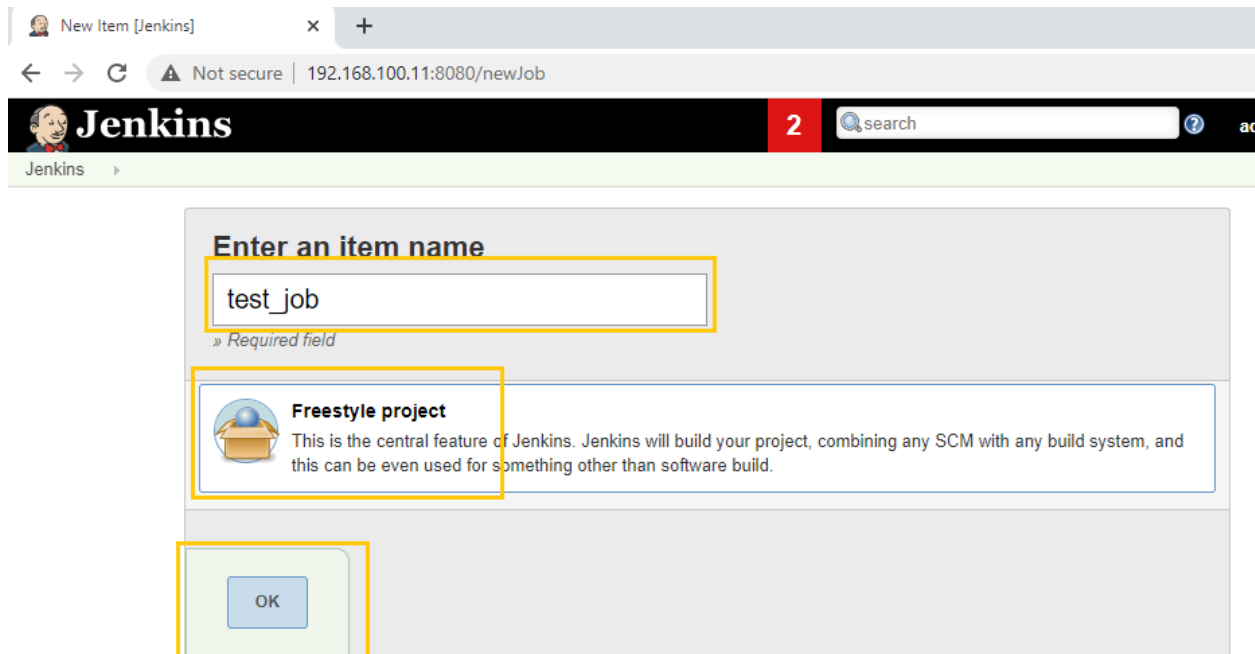 New Item [Jenkins]
Not secure | 192.168.100.11:8080/newJob
Jenkins
2
search
?
Jenkins
Enter an item name
test_job
» Required field
Freestyle project
This is the central feature of Jenkins. Jenkins will build your project, combining any SCM with any build system, and
this can be even used for something other than software build.
OK